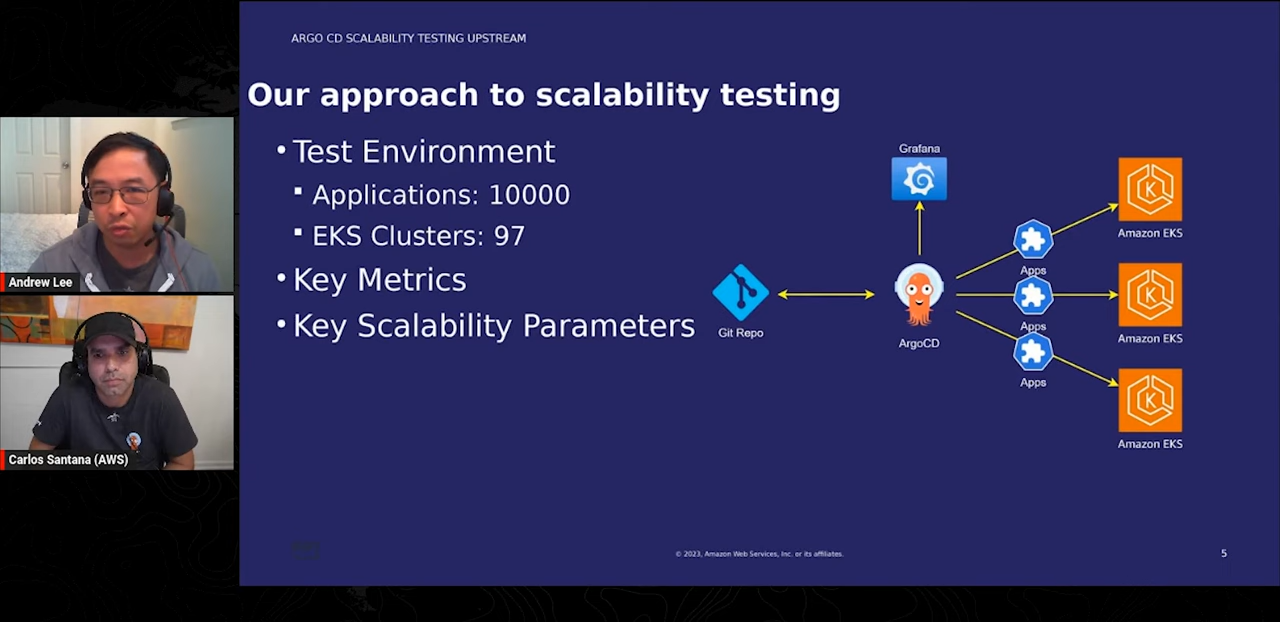 ARGO CD SCALABILITY TESTING UPSTREAM
Our approach to scalability testing
• Test Environment
▪ Applications: 10000
▪ EKS Clusters: 97
• Key Metrics
• Key Scalability Parameters
Grafana
Git Repo
ArgoCD
Apps
Apps
Apps
Amazon EKS
Amazon EKS
Amazon EKS
Andrew Lee
Carlos Santana (AWS)
© 2023, Amazon Web Services, Inc. or its affiliates.
5